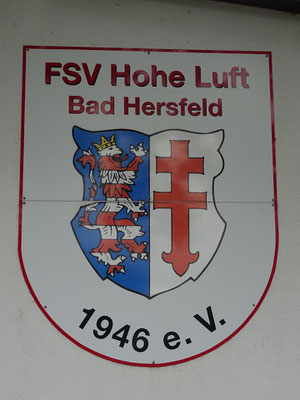 FSV Hohe Luft
Bad Hersfeld
1946 e. V.